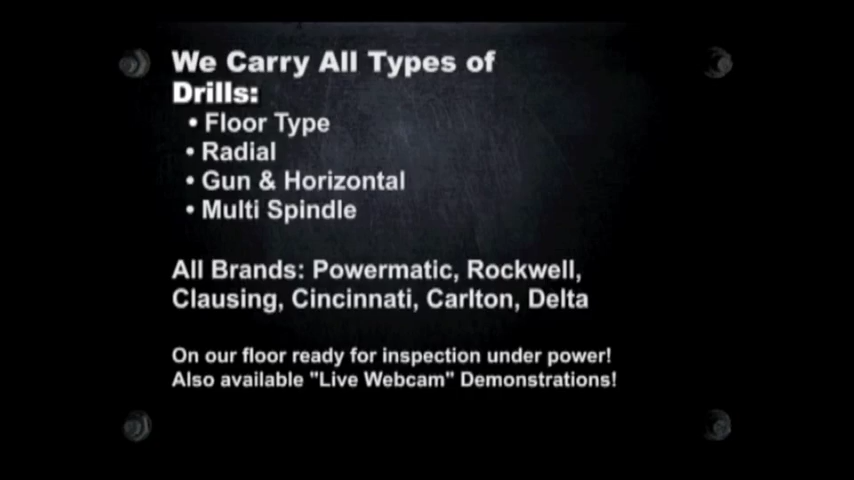 We Carry All Types of
Drills:
• Floor Type
• Radial
• Gun & Horizontal
• Multi Spindle
All Brands: Powermatic, Rockwell,
Clausing, Cincinnati, Carlton, Delta
On our floor ready for inspection under power!
Also available "Live Webcam" Demonstrations!